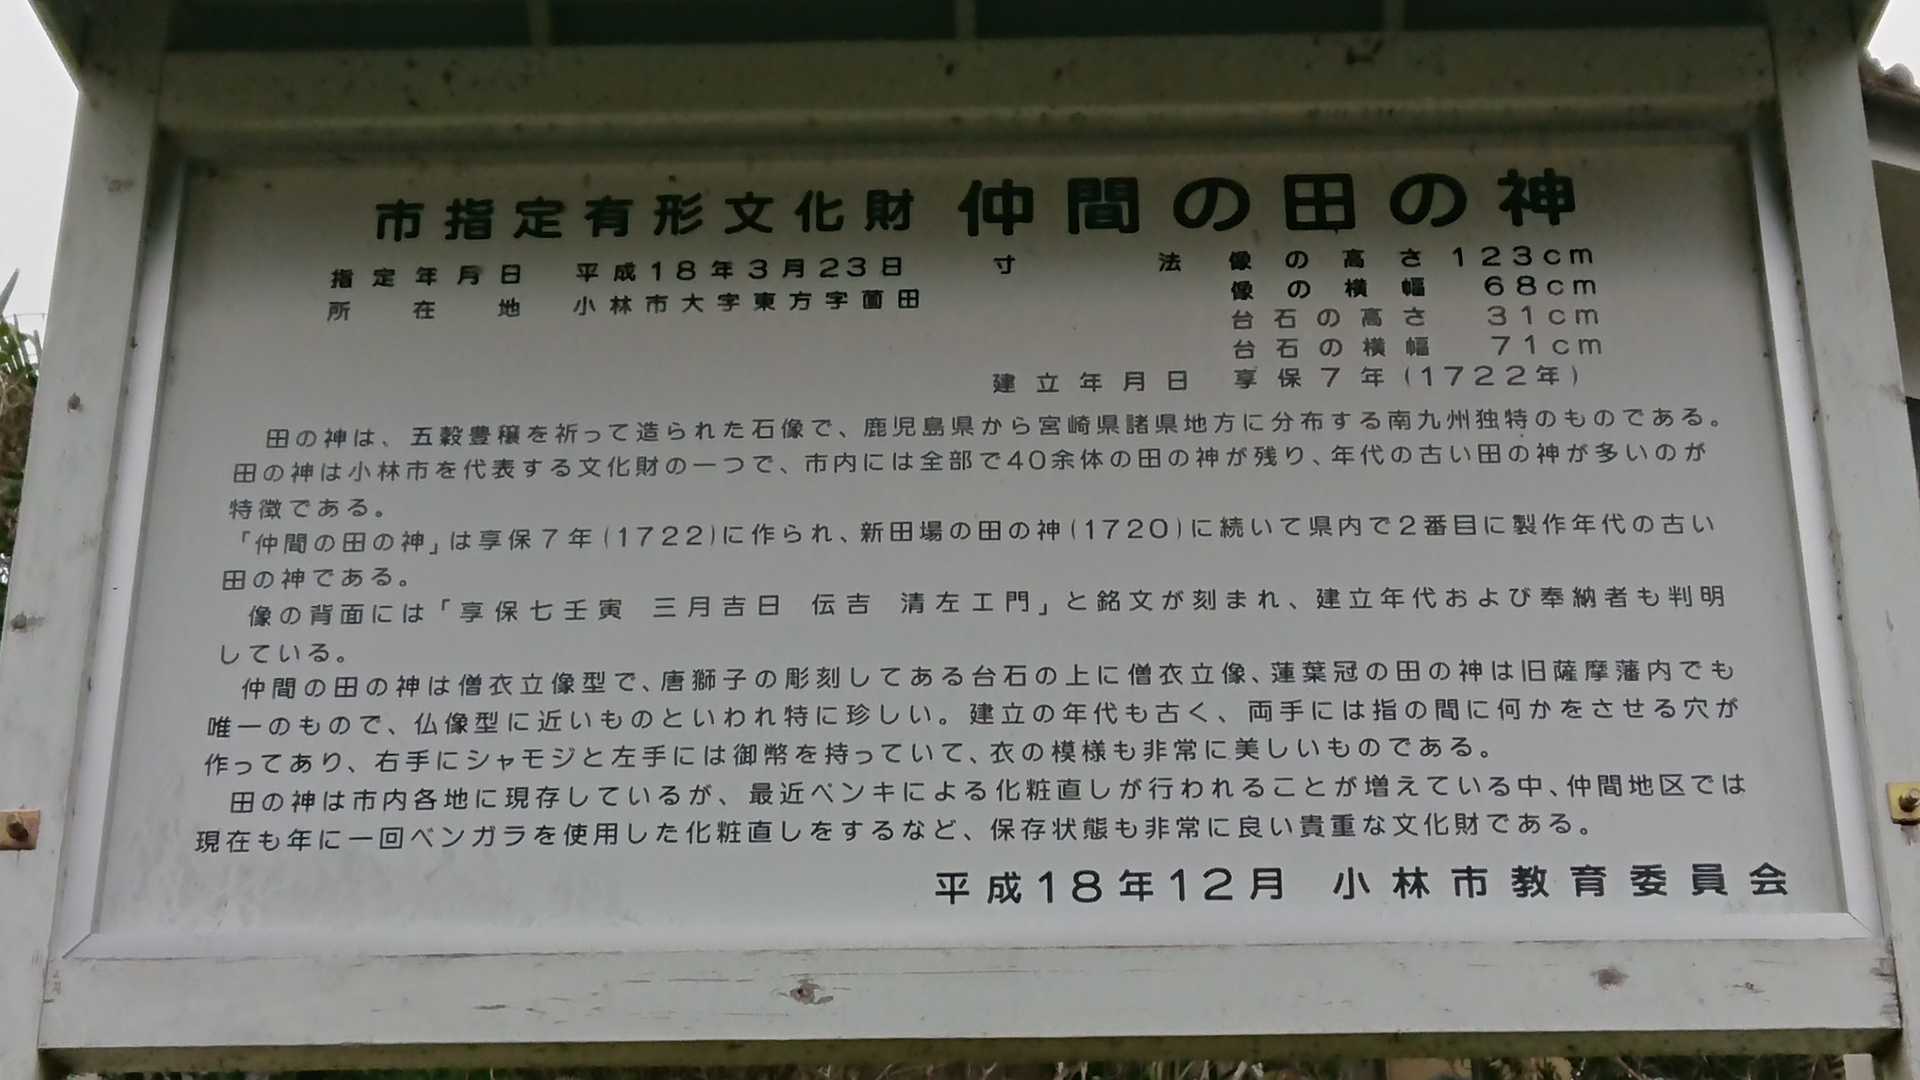 市指定有形文化財 仲間の田の神
指定年月日 平成18年3月23日 寸法 像の高さ 123cm
所在地 小林市大字東方字薗田 像の横幅 68cm
台石の高さ 31cm
台石の横幅 71cm
建立年月日 享保7年(1722年)
田の神は、五穀豊穣を祈って造られた石像で、鹿児島県から宮崎県諸県地方に分布する南九州独特のものである。
田の神は小林市を代表する文化財の一つで、市内には全部で40余体の田の神が残り、年代の古い田の神が多いのが
特徴である。
「仲間の田の神」は享保7年(1722)に作られ、新田場の田の神(1720)に続いて県内で2番目に製作年代の古い
田の神である。
像の背面には「享保七壬寅 三月吉日 伝吉 清左エ門」と銘文が刻まれ、建立年代および奉納者も判明
している。
仲間の田の神は僧衣立像型で、唐獅子の彫刻してある台石の上に僧衣立像、蓮葉冠の田の神は旧薩摩藩内でも
唯一のもので、仏像型に近いものといわれ特に珍しい。建立の年代も古く、両手には指の間に何かをさせる穴が
作ってあり、右手にシャモジと左手には御幣を持っていて、衣の模様も非常に美しいものである。
田の神は市内各地に現存しているが、最近ペンキによる化粧直しが行われることが増えている中、仲間地区では
現在も年に一回ベンガラを使用した化粧直しをするなど、保存状態も非常に良い貴重な文化財である。
平成18年12月 小林市教育委員会